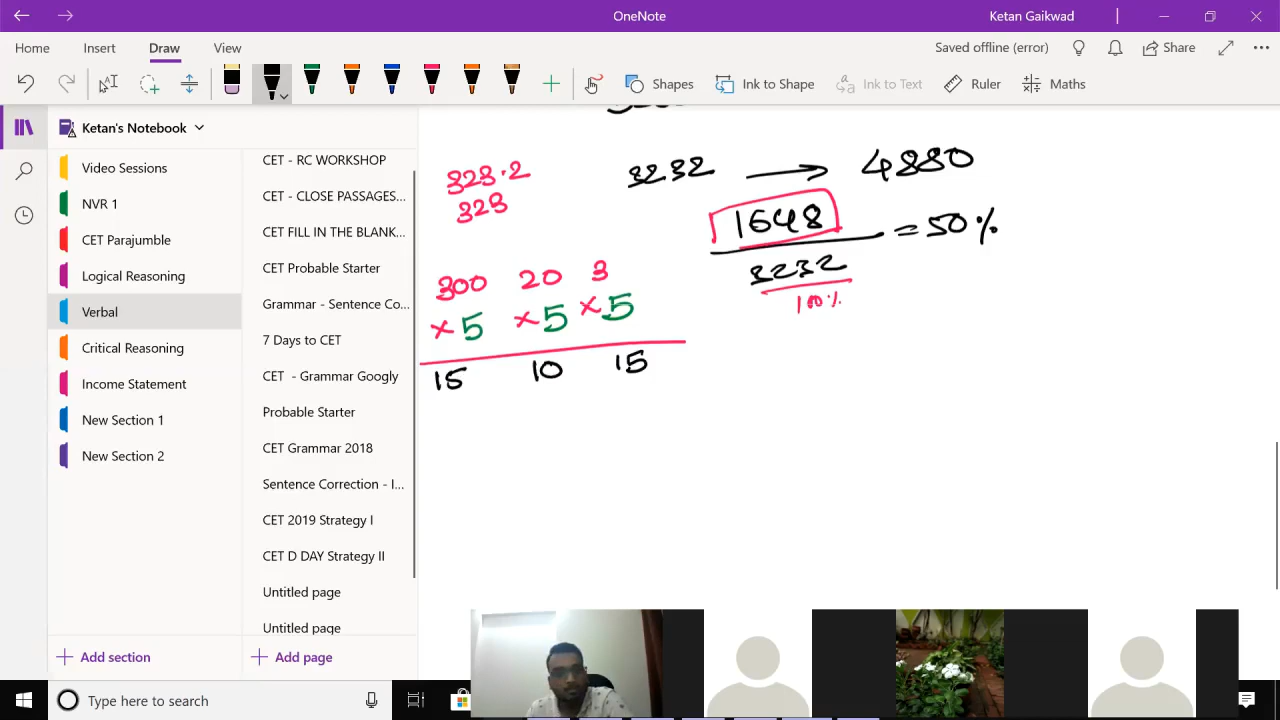 OneNote
Ketan Gaikwad
Home Insert Draw View
Saved offline (error)
Share
Shapes
Ink to Shape
Ink to Text
Ruler
Maths
Ketan's Notebook
Video Sessions
NVR 1
CET Parajumble
Logical Reasoning
Verbal
Critical Reasoning
Income Statement
New Section 1
New Section 2
Add section
CET - RC WORKSHOP
CET - CLOSE PASSAGES...
CET FILL IN THE BLANK...
CET Probable Starter
Grammar - Sentence Co...
7 Days to CET
CET - Grammar Googly
Probable Starter
CET Grammar 2018
Sentence Correction - I...
CET 2019 Strategy I
CET D DAY Strategy II
Untitled page
Untitled page
Add page
323.2
323
3232 → 4880
1648
3232
= 50%
100%
300 20 3
×5 ×5 ×5
15 10 15
Type here to search